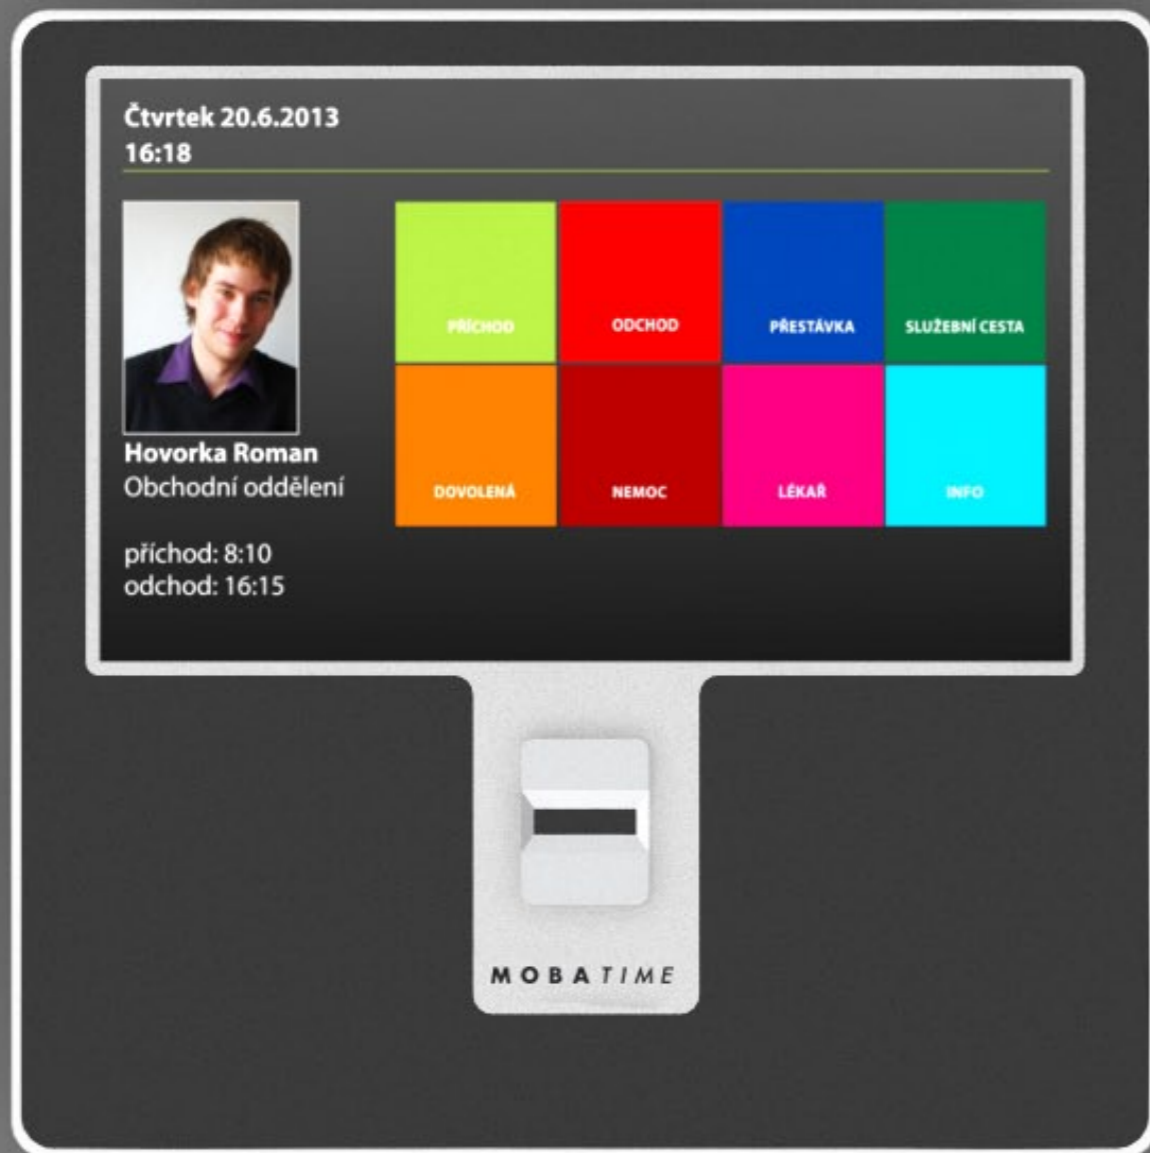 Čtvrtek 20.6.2013
16:18
PŘÍCHOD
ODCHOD
PŘESTÁVKA
SLUŽEBNÍ CESTA
DOVOLENÁ
NEMOC
LÉKAŘ
INFO
Hovorka Roman
Obchodní oddělení
příchod: 8:10
odchod: 16:15
MOBATIME